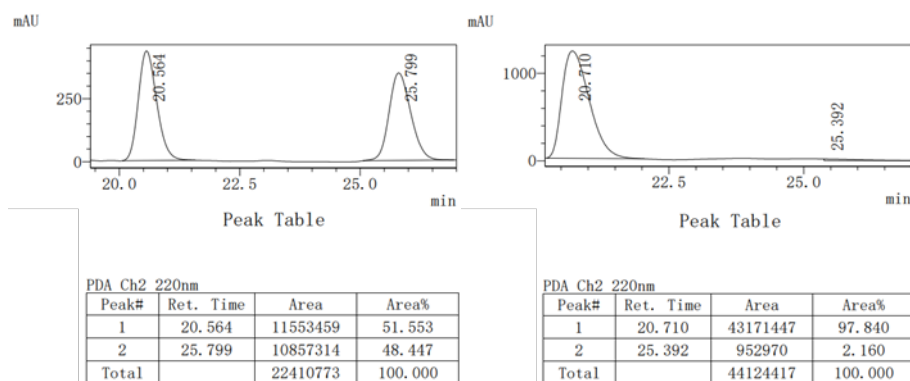 mAU
250
0
20.564
25.799
20.0 22.5 25.0
min
Peak Table
PDA Ch2 220nm
Peak# Ret. Time Area Area%
1 20.564 11553459 51.553
2 25.799 10857314 48.447
Total 22410773 100.000
mAU
1000
0
20.710
25.392
22.5 25.0
min
Peak Table
PDA Ch2 220nm
Peak# Ret. Time Area Area%
1 20.710 43171447 97.840
2 25.392 952970 2.160
Total 44124417 100.000